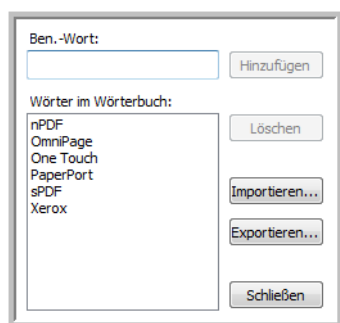 Ben.-Wort:
Hinzufügen
Wörter im Wörterbuch:
nPDF
OmniPage
One Touch
PaperPort
sPDF
Xerox
Löschen
Importieren...
Exportieren...
Schließen